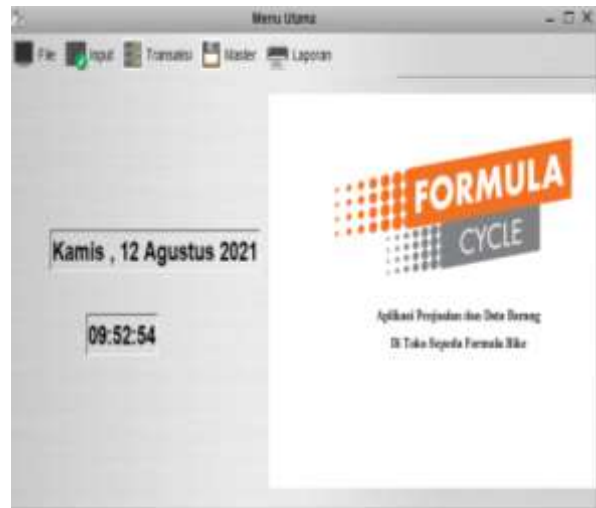 Menu Utama
File Input Transaksi Master Laporan
FORMULA
CYCLE
Kamis , 12 Agustus 2021
09:52:54
Aplikasi Penjualan dan Data Barang
Di Toko Sepeda Formula Bike